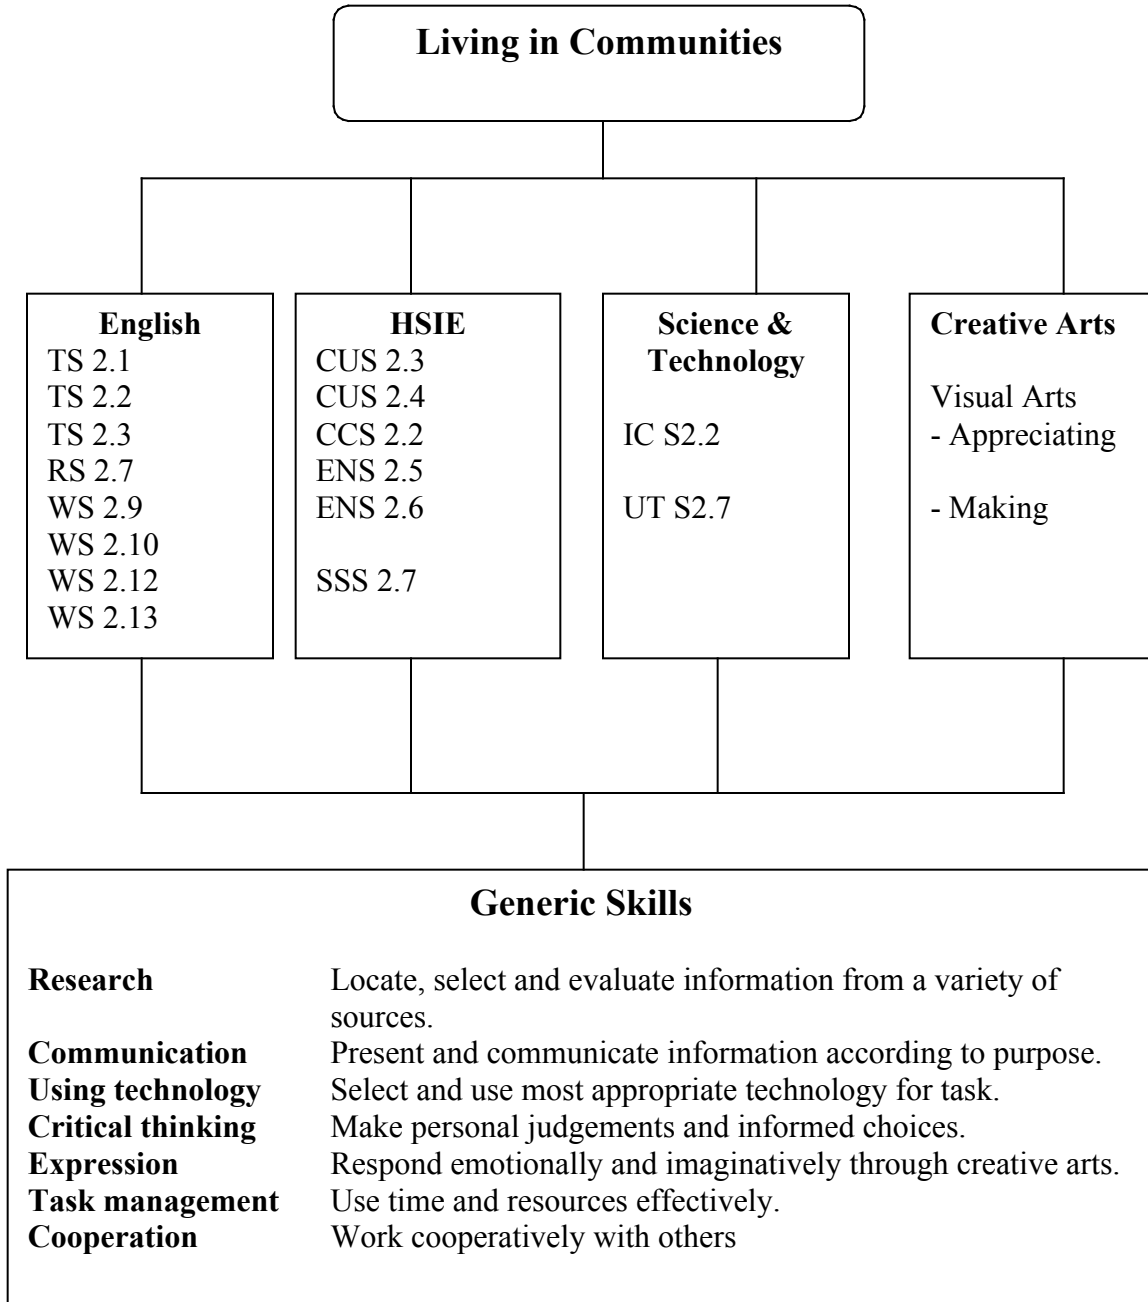 Living in Communities
English
TS 2.1
TS 2.2
TS 2.3
RS 2.7
WS 2.9
WS 2.10
WS 2.12
WS 2.13
HSIE
CUS 2.3
CUS 2.4
CCS 2.2
ENS 2.5
ENS 2.6
SSS 2.7
Science &
Technology
IC S2.2
UT S2.7
Creative Arts
Visual Arts
- Appreciating
- Making
Generic Skills
Research Locate, select and evaluate information from a variety of
sources.
Communication Present and communicate information according to purpose.
Using technology Select and use most appropriate technology for task.
Critical thinking Make personal judgements and informed choices.
Expression Respond emotionally and imaginatively through creative arts.
Task management Use time and resources effectively.
Cooperation Work cooperatively with others